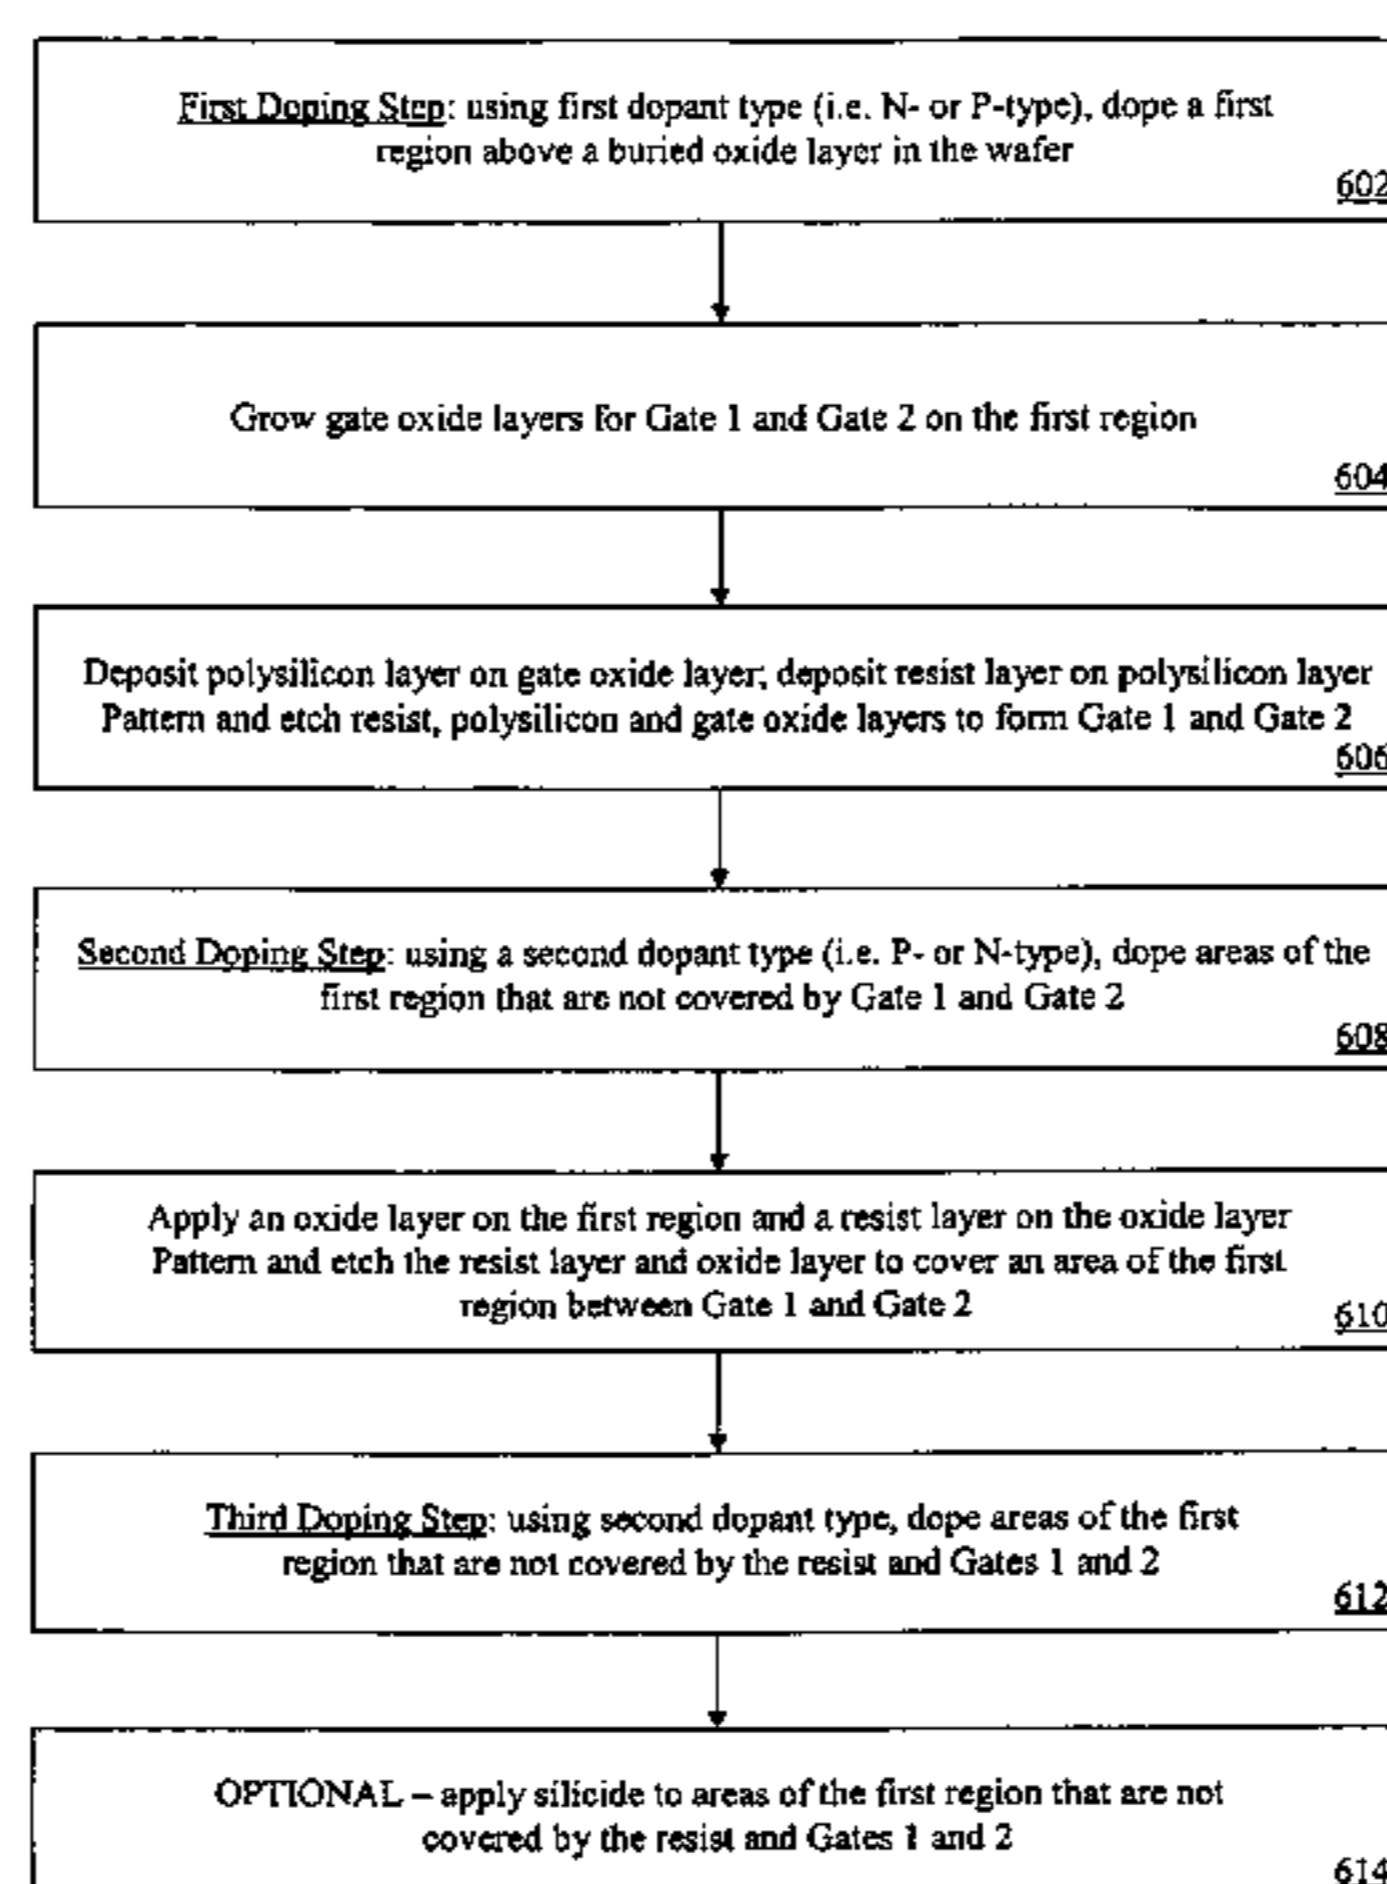 First Doping Step: using first dopant type (i.e. N- or P-type), dope a first
region above a buried oxide layer in the wafer
602
Grow gate oxide layers for Gate 1 and Gate 2 on the first region
604
Deposit polysilicon layer on gate oxide layer; deposit resist layer on polysilicon layer
Pattern and etch resist, polysilicon and gate oxide layers to form Gate 1 and Gate 2
606
Second Doping Step: using a second dopant type (i.e. P- or N-type), dope areas of the
first region that are not covered by Gate 1 and Gate 2
608
Apply an oxide layer on the first region and a resist layer on the oxide layer
Pattern and etch the resist layer and oxide layer to cover an area of the first
region between Gate 1 and Gate 2
610
Third Doping Step: using second dopant type, dope areas of the first
region that are not covered by the resist and Gates 1 and 2
612
OPTIONAL – apply silicide to areas of the first region that are not
covered by the resist and Gates 1 and 2
614